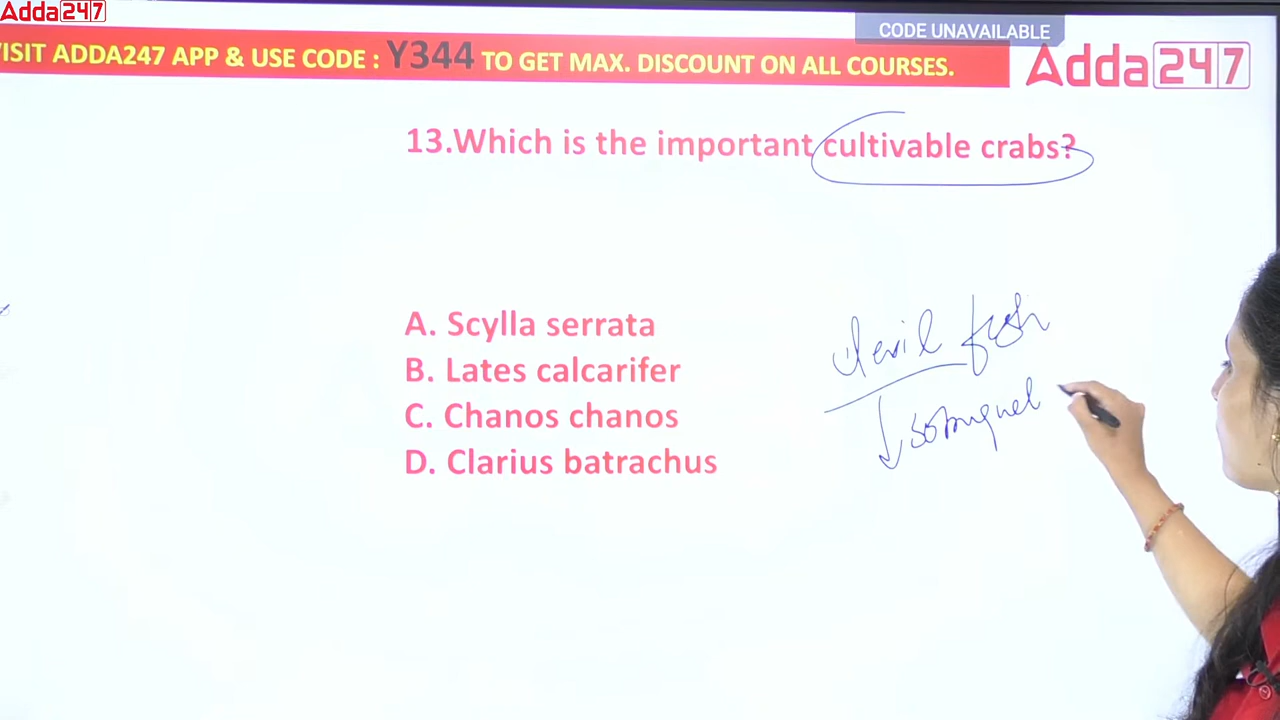 Adda247
CODE UNAVAILABLE
VISIT ADDA247 APP & USE CODE : Y344 TO GET MAX. DISCOUNT ON ALL COURSES.
Adda247
13.Which is the important cultivable crabs?
A. Scylla serrata
B. Lates calcarifer
C. Chanos chanos
D. Clarius batrachus
devil fish